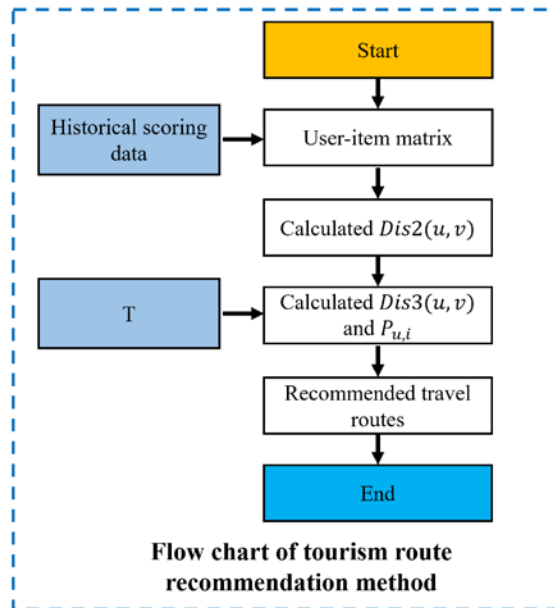 Start
Historical scoring
data
User-item matrix
Calculated Dis2(u, v)
T
Calculated Dis3(u, v)
and P_{u,i}
Recommended travel
routes
End
Flow chart of tourism route
recommendation method